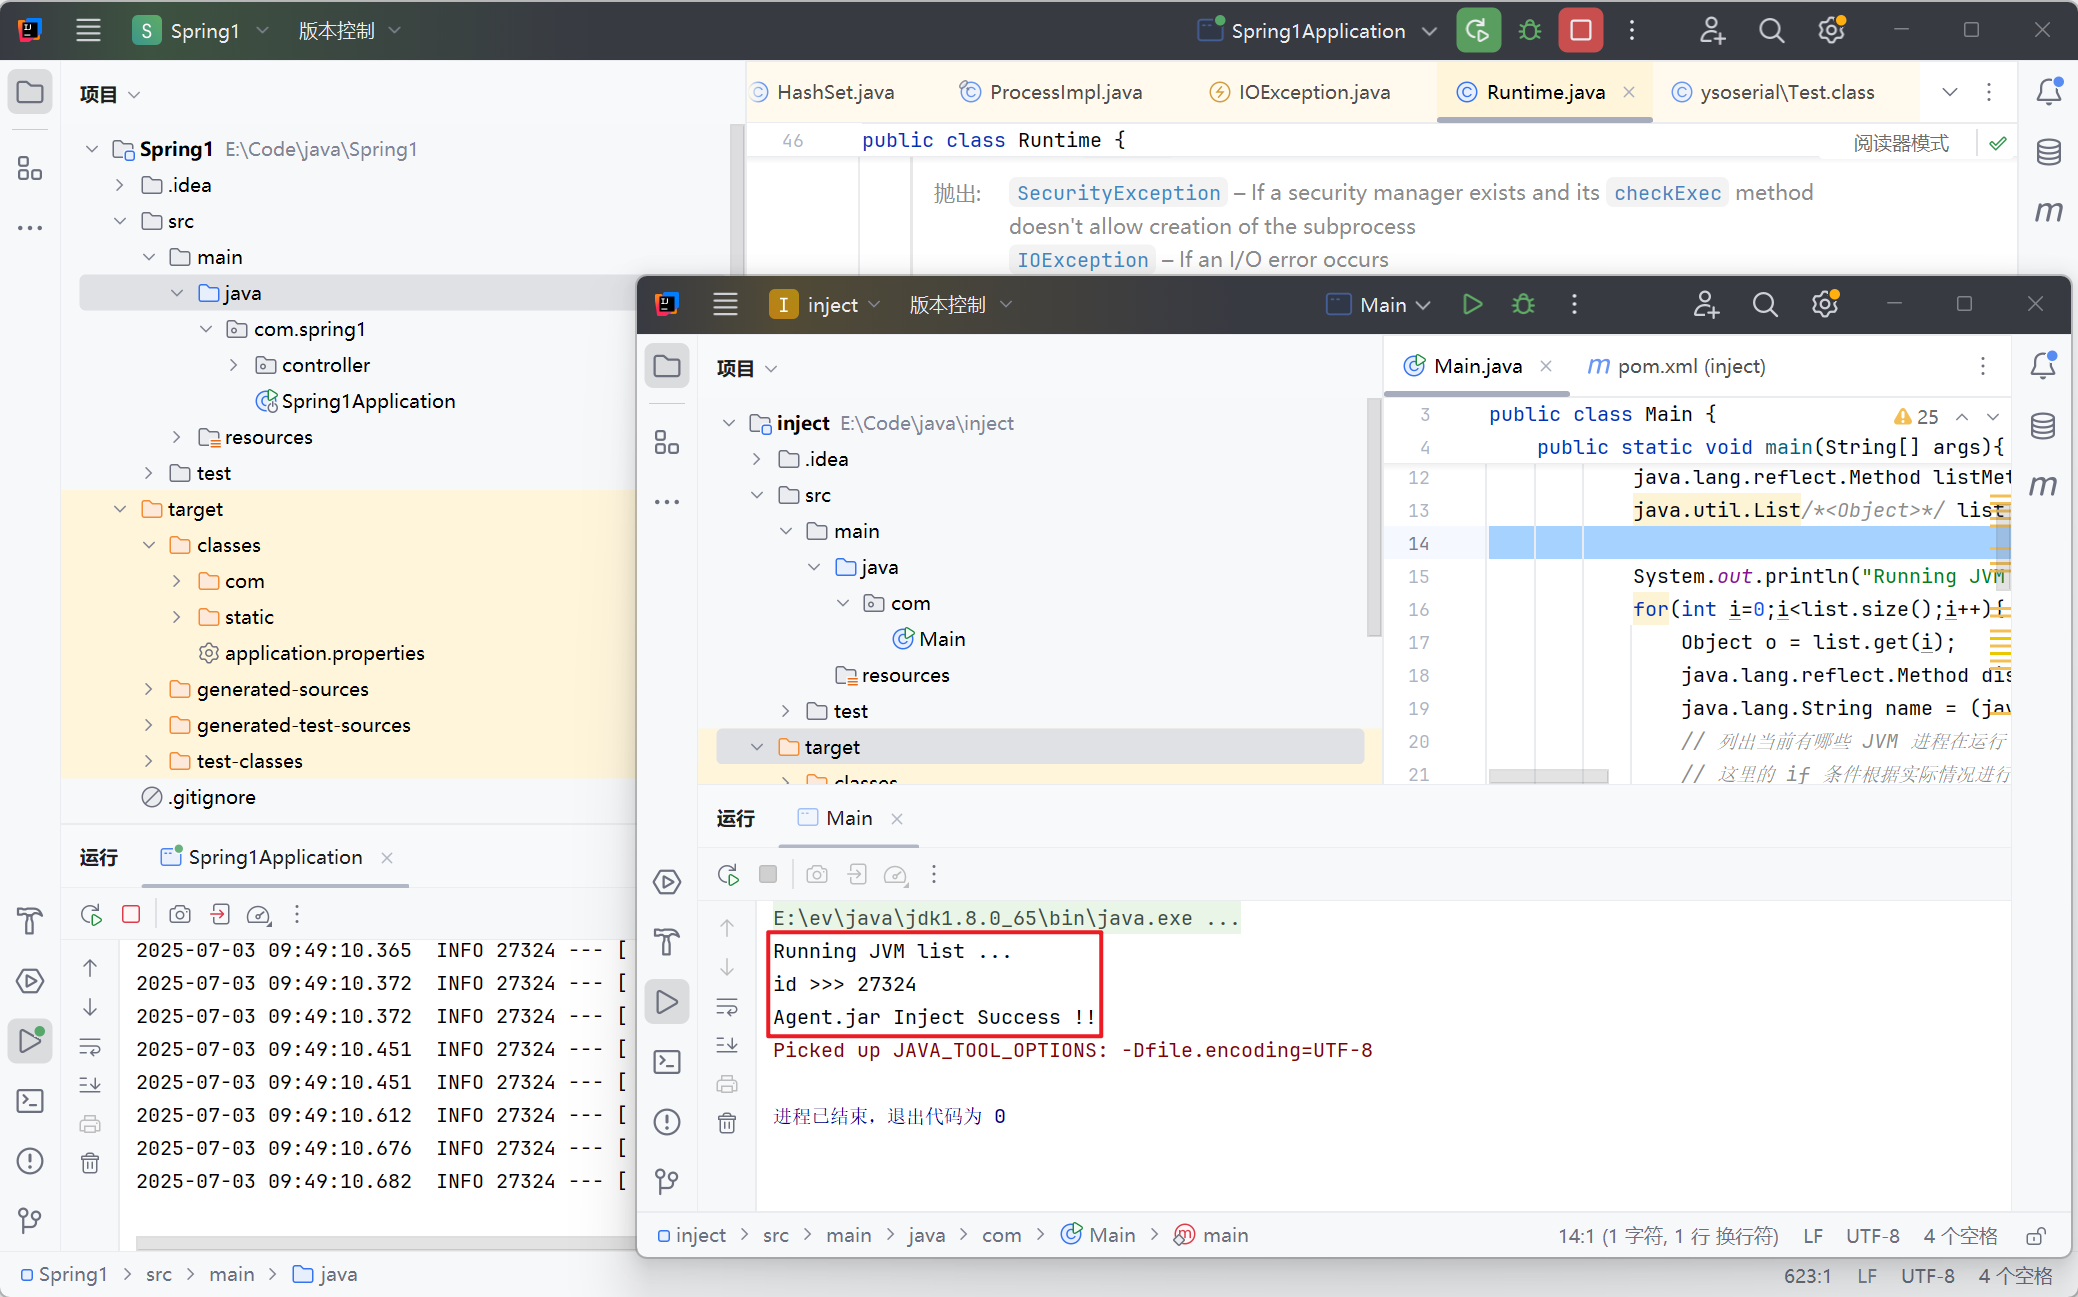 S Spring1 版本控制 Spring1Application
项目
Spring1 E:\Code\java\Spring1
.idea
src
main
java
com.spring1
controller
Spring1Application
resources
test
target
classes
com
static
application.properties
generated-sources
generated-test-sources
test-classes
.gitignore
HashSet.java ProcessImpl.java IOException.java Runtime.java ysoserial\Test.class
46 public class Runtime {
阅读器模式
抛出: SecurityException – If a security manager exists and its checkExec method
doesn't allow creation of the subprocess
IOException – If an I/O error occurs
运行 Spring1Application
2025-07-03 09:49:10.365 INFO 27324 --- [
2025-07-03 09:49:10.372 INFO 27324 --- [
2025-07-03 09:49:10.372 INFO 27324 --- [
2025-07-03 09:49:10.451 INFO 27324 --- [
2025-07-03 09:49:10.451 INFO 27324 --- [
2025-07-03 09:49:10.612 INFO 27324 --- [
2025-07-03 09:49:10.676 INFO 27324 --- [
2025-07-03 09:49:10.682 INFO 27324 --- [
I inject 版本控制 Main
项目
inject E:\Code\java\inject
.idea
src
main
java
com
Main
resources
test
target
classes
Main.java pom.xml (inject)
3 public class Main {
25
4 public static void main(String[] args){
12 java.lang.reflect.Method listMet
13 java.util.List/*<Object>*/ list
14
15 System.out.println("Running JVM
16 for(int i=0;i<list.size();i++){
17 Object o = list.get(i);
18 java.lang.reflect.Method dis
19 java.lang.String name = (jav
20 // 列出当前有哪些 JVM 进程在运行
21 // 这里的 if 条件根据实际情况进行
运行 Main
E:\ev\java\jdk1.8.0_65\bin\java.exe ...
Running JVM list ...
id >>> 27324
Agent.jar Inject Success !!
Picked up JAVA_TOOL_OPTIONS: -Dfile.encoding=UTF-8
进程已结束，退出代码为 0
inject > src > main > java > com > Main > main
14:1 (1 字符, 1 行 换行符) LF UTF-8 4 个空格
Spring1 > src > main > java
623:1 LF UTF-8 4 个空格